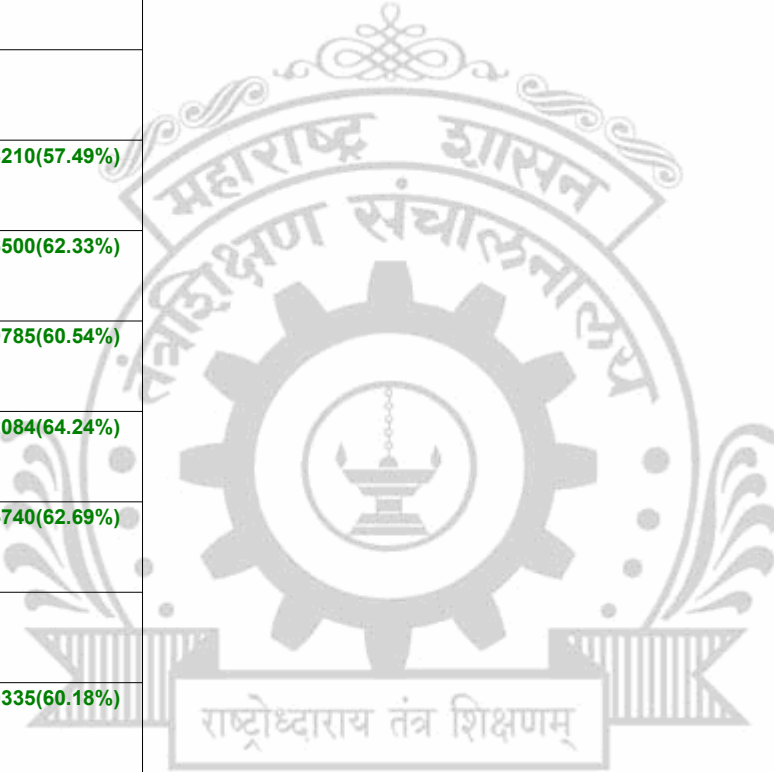 210(57.49%)
500(62.33%)
785(60.54%)
084(64.24%)
740(62.69%)
335(60.18%)
महाराष्ट्र शासन
तंत्रशिक्षण संचालनालय
राष्ट्रोध्दाराय तंत्र शिक्षणम्